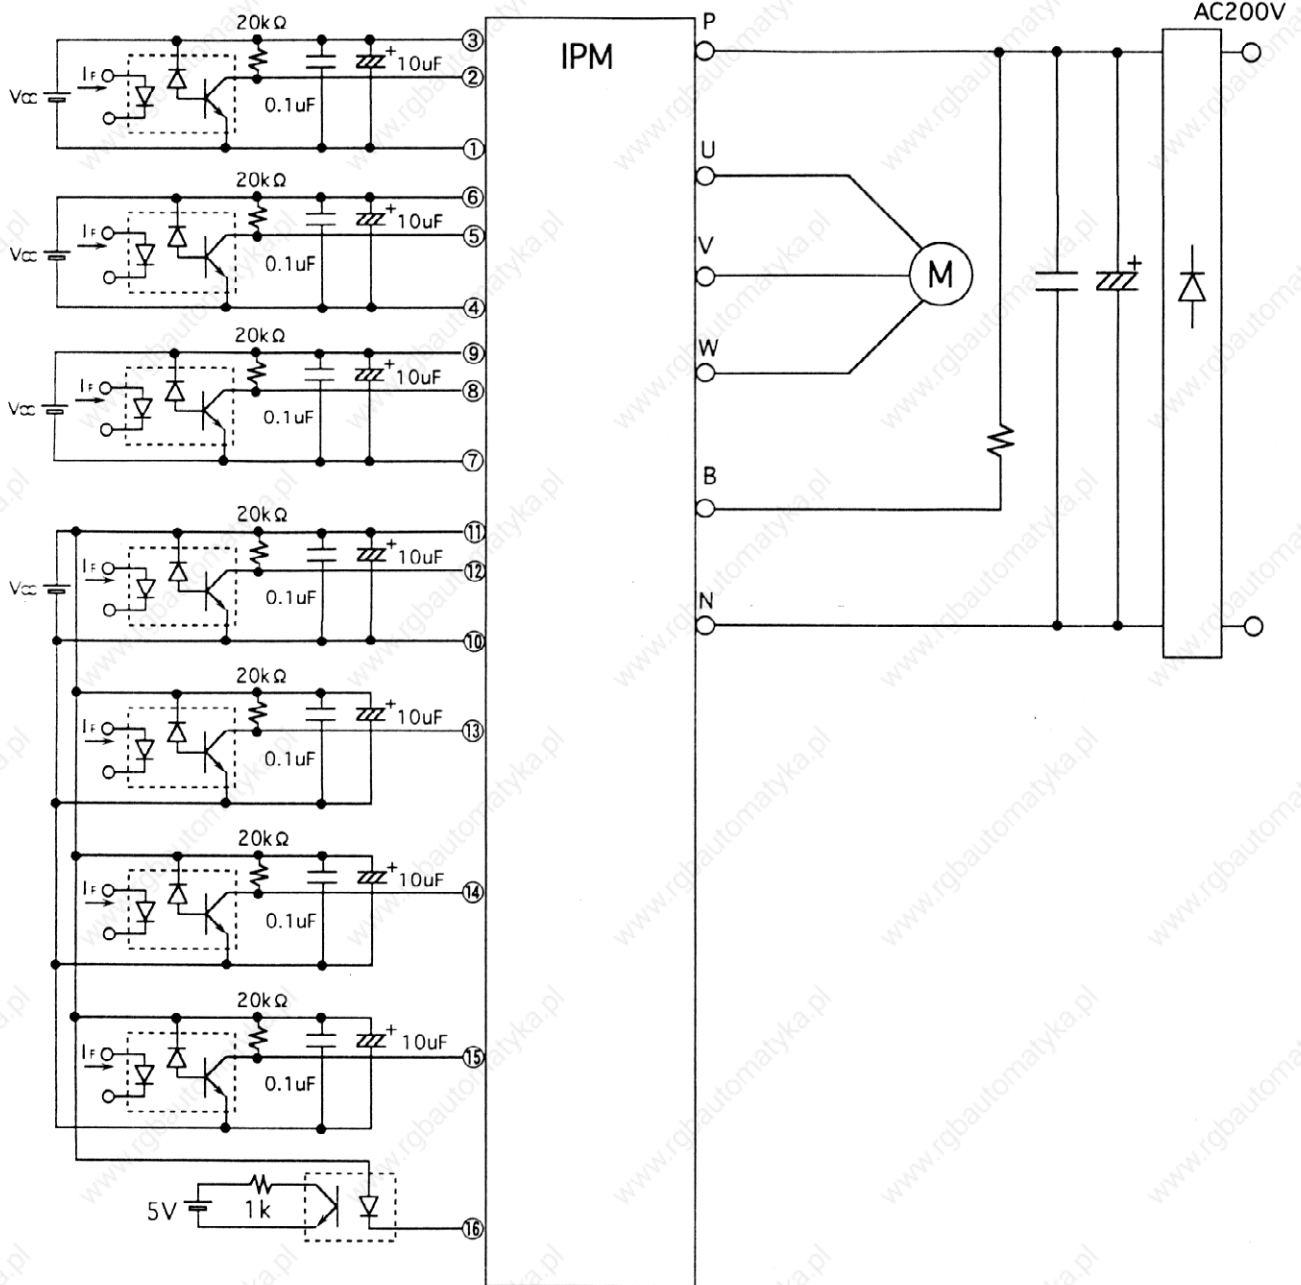 AC200V
IPM
P
U
V
W
B
N
M
20kΩ
③
IF
10uF
②
Vcc
0.1uF
①
20kΩ
⑥
IF
10uF
⑤
Vcc
0.1uF
④
20kΩ
⑨
IF
10uF
⑧
Vcc
0.1uF
⑦
20kΩ
⑪
IF
10uF
⑫
Vcc
0.1uF
⑩
20kΩ
IF
10uF
⑬
0.1uF
20kΩ
IF
10uF
⑭
0.1uF
20kΩ
IF
10uF
⑮
0.1uF
5V
1k
⑯
www.rgbautomatyka.pl